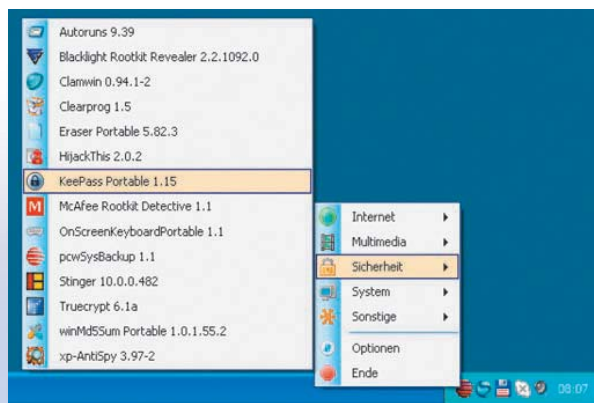 Autoruns 9.39
Blacklight Rootkit Revealer 2.2.1092.0
Clamwin 0.94.1-2
Clearprog 1.5
Eraser Portable 5.82.3
HijackThis 2.0.2
KeePass Portable 1.15
McAfee Rootkit Detective 1.1
OnScreenKeyboardPortable 1.1
pcwSysBackup 1.1
Stinger 10.0.0.482
Truecrypt 6.1a
winMd5Sum Portable 1.0.1.55.2
xp-AntiSpy 3.97-2
Internet
Multimedia
Sicherheit
System
Sonstige
Optionen
Ende
08:07